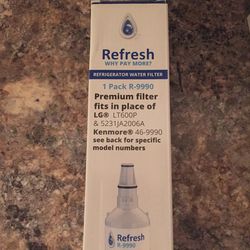 6
Refresh
WHY PAY MORE?
REFRIGERATOR WATER FILTER
1 Pack R-9990
Premium filter
fits in place of
LG® LT600P
& 5231JA2006A
Kenmore® 46-9990
see back for specific
model numbers
Refresh
R-9990